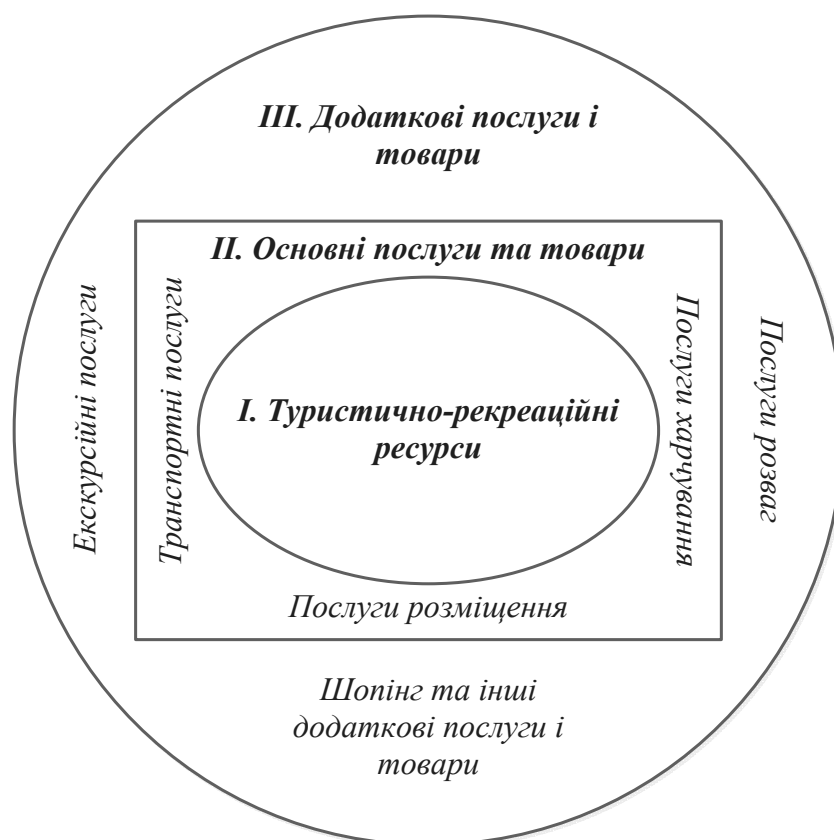 III. Додаткові послуги і
товари
II. Основні послуги та товари
Екскурсійні послуги
Транспортні послуги
I. Туристично-рекреаційні
ресурси
Послуги харчування
Послуги розваг
Послуги розміщення
Шопінг та інші
додаткові послуги і
товари